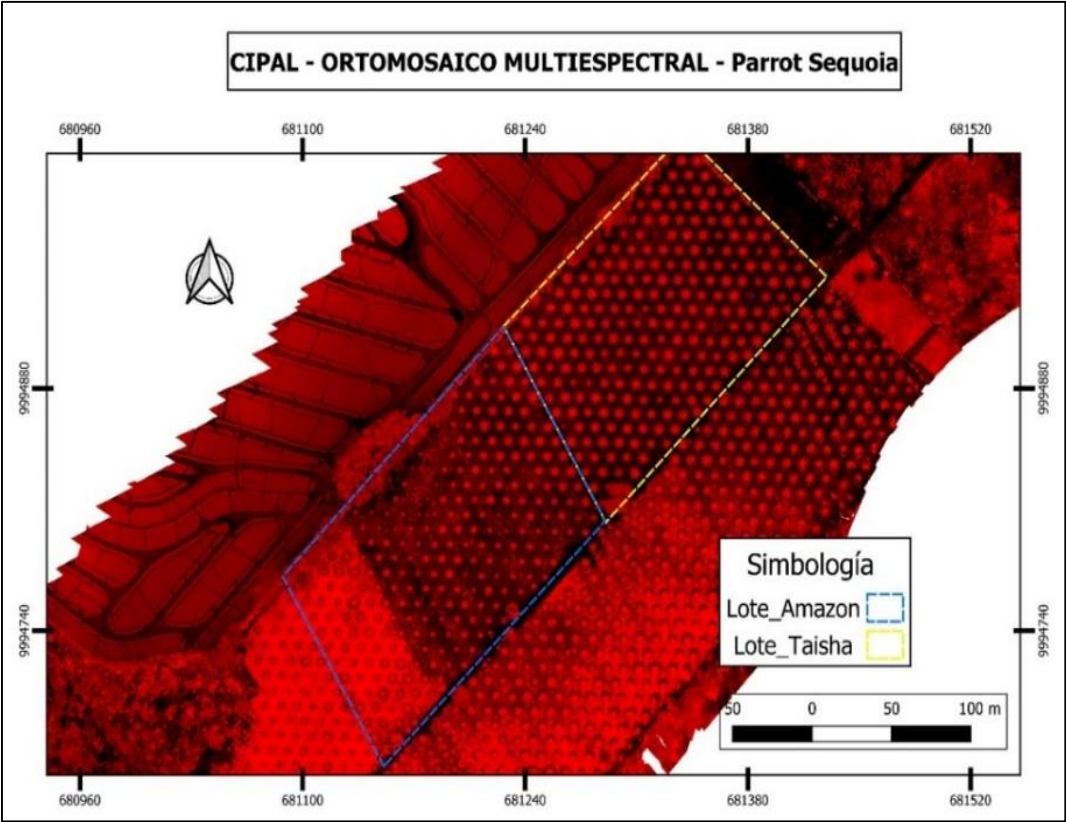 CIPAL - ORTOMOSAICO MULTIESPECTRAL - Parrot Sequoia
680960 681100 681240 681380 681520
9994880 9994880
Simbología
Lote_Amazon
Lote_Taisha
9994740 9994740
50 0 50 100 m
680960 681100 681240 681380 681520